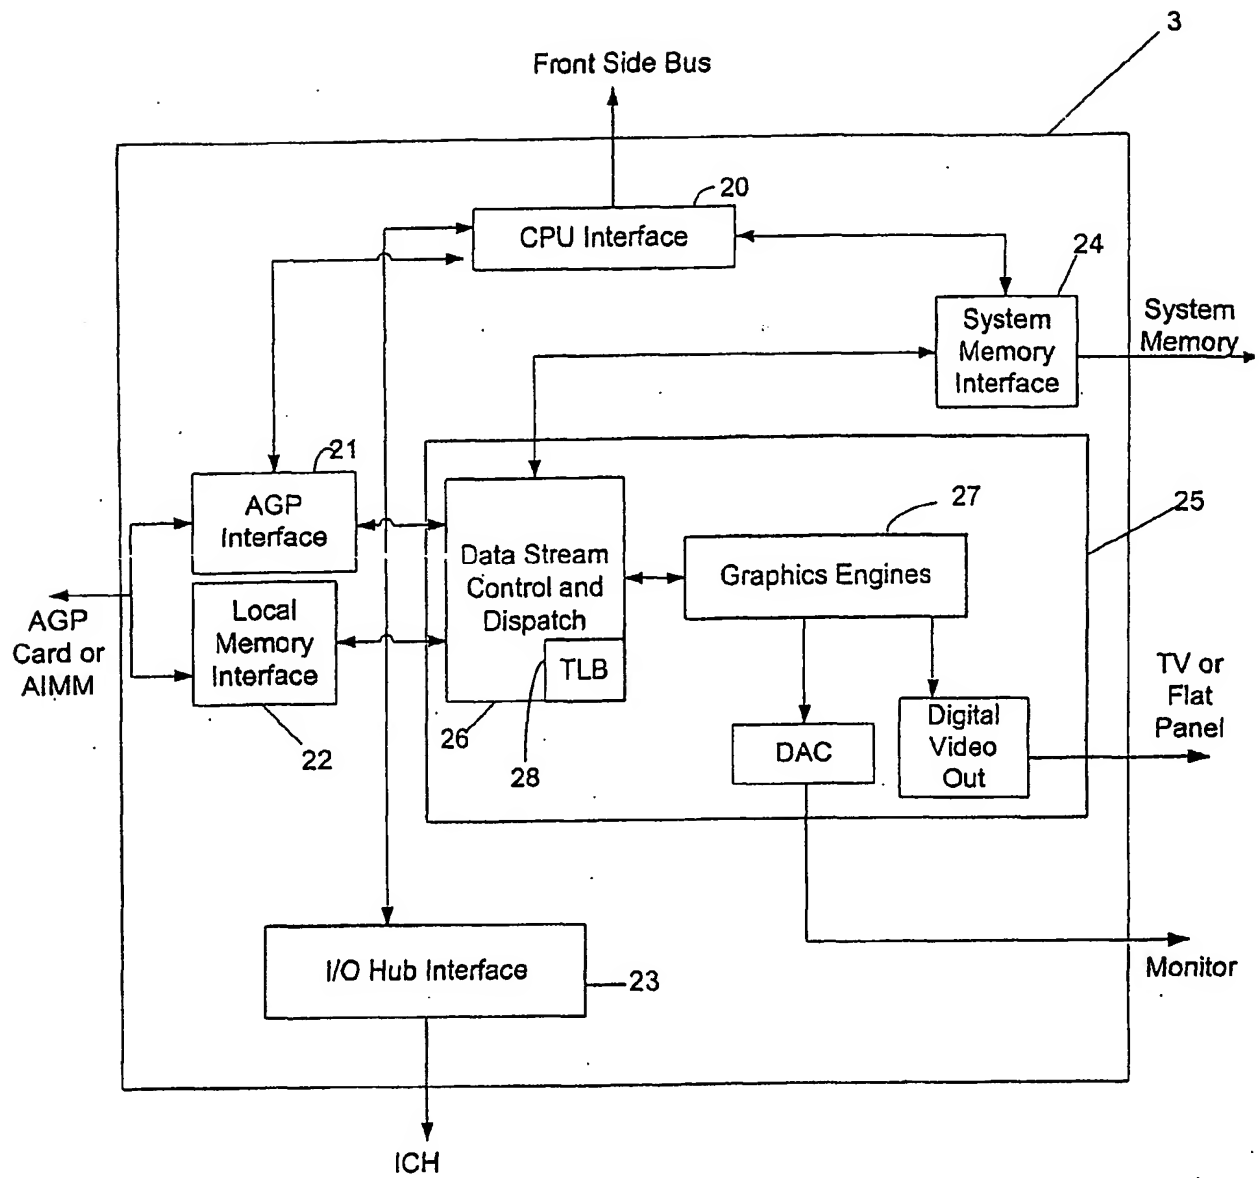 3
Front Side Bus
20
CPU Interface
24
System
Memory
Interface
System
Memory
21
AGP
Interface
27
25
Data Stream
Control and
Dispatch
Graphics Engines
AGP
Card or
AIMM
Local
Memory
Interface
TLB
TV or
Flat
Panel
26
22
28
DAC
Digital
Video
Out
I/O Hub Interface
23
Monitor
ICH